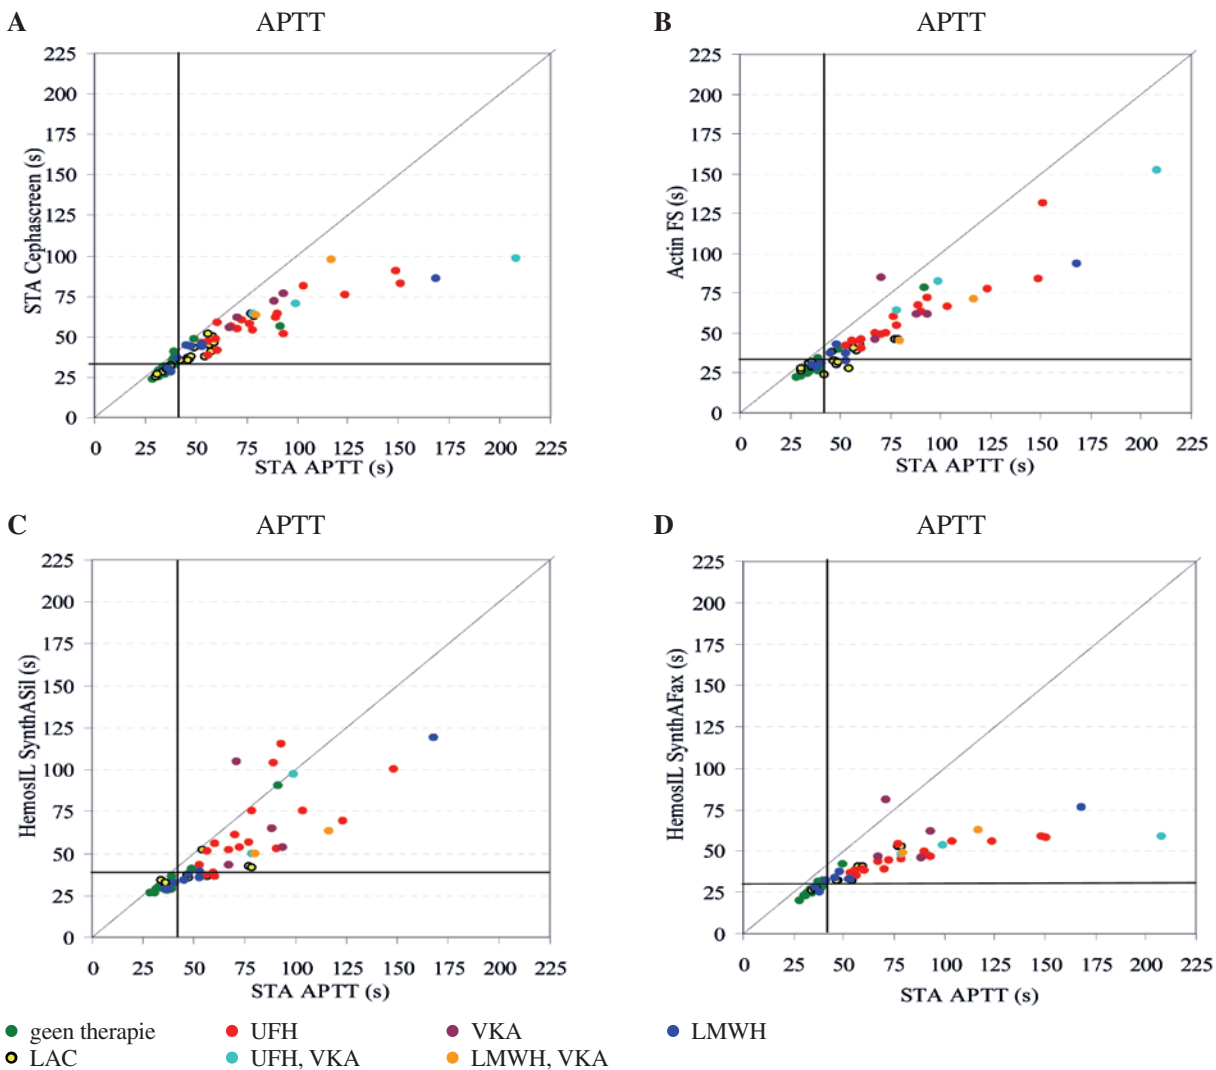 A
APTT
STA Cephascreen (s)
225
200
175
150
125
100
75
50
25
0
0 25 50 75 100 125 150 175 200 225
STA APTT (s)
B
APTT
Actin FS (s)
225
200
175
150
125
100
75
50
25
0
0 25 50 75 100 125 150 175 200 225
STA APTT (s)
C
APTT
HemosIL SynthASil (s)
225
200
175
150
125
100
75
50
25
0
0 25 50 75 100 125 150 175 200 225
STA APTT (s)
D
APTT
HemosIL SynthAFax (s)
225
200
175
150
125
100
75
50
25
0
0 25 50 75 100 125 150 175 200 225
STA APTT (s)
geen therapie UFH VKA LMWH
LAC UFH, VKA LMWH, VKA